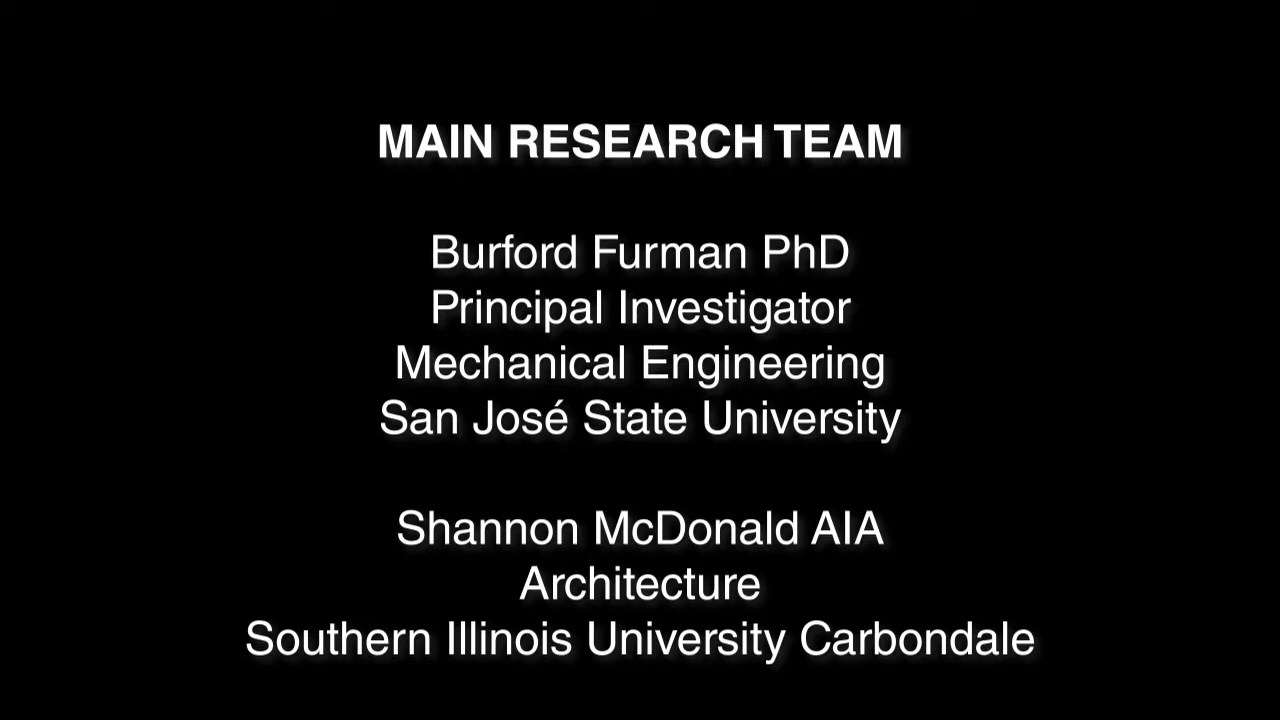 MAIN RESEARCH TEAM
Burford Furman PhD
Principal Investigator
Mechanical Engineering
San José State University
Shannon McDonald AIA
Architecture
Southern Illinois University Carbondale